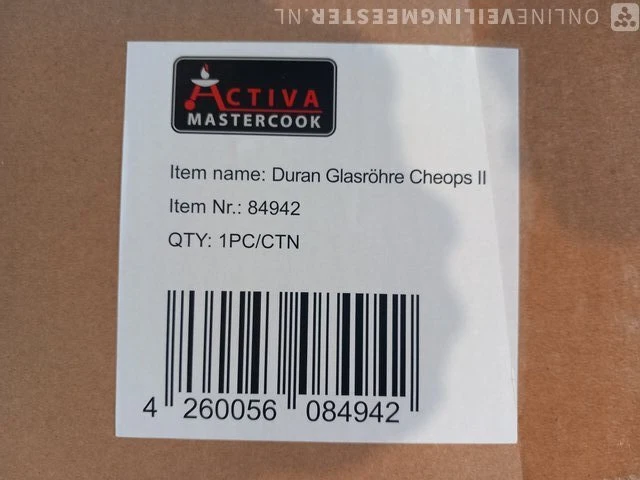 ONLINEVEILINGMEESTER.NL
ACTIVA
MASTERCOOK
Item name: Duran Glasröhre Cheops II
Item Nr.: 84942
QTY: 1PC/CTN
4 260056 084942